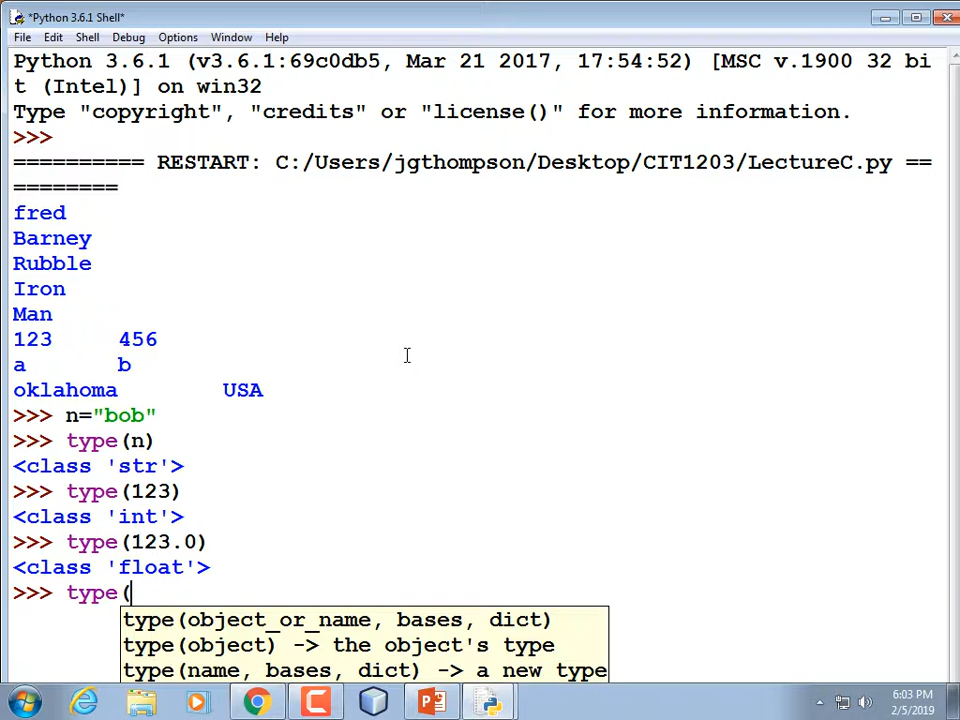 *Python 3.6.1 Shell*
File Edit Shell Debug Options Window Help
Python 3.6.1 (v3.6.1:69c0db5, Mar 21 2017, 17:54:52) [MSC v.1900 32 bi
t (Intel)] on win32
Type "copyright", "credits" or "license()" for more information.
>>>
========== RESTART: C:/Users/jgthompson/Desktop/CIT1203/LectureC.py ==
========
fred
Barney
Rubble
Iron
Man
123     456
a       b
oklahoma        USA
>>> n="bob"
>>> type(n)
<class 'str'>
>>> type(123)
<class 'int'>
>>> type(123.0)
<class 'float'>
>>> type(
type(object_or_name, bases, dict)
type(object) -> the object's type
type(name, bases, dict) -> a new type
6:03 PM
2/5/2019